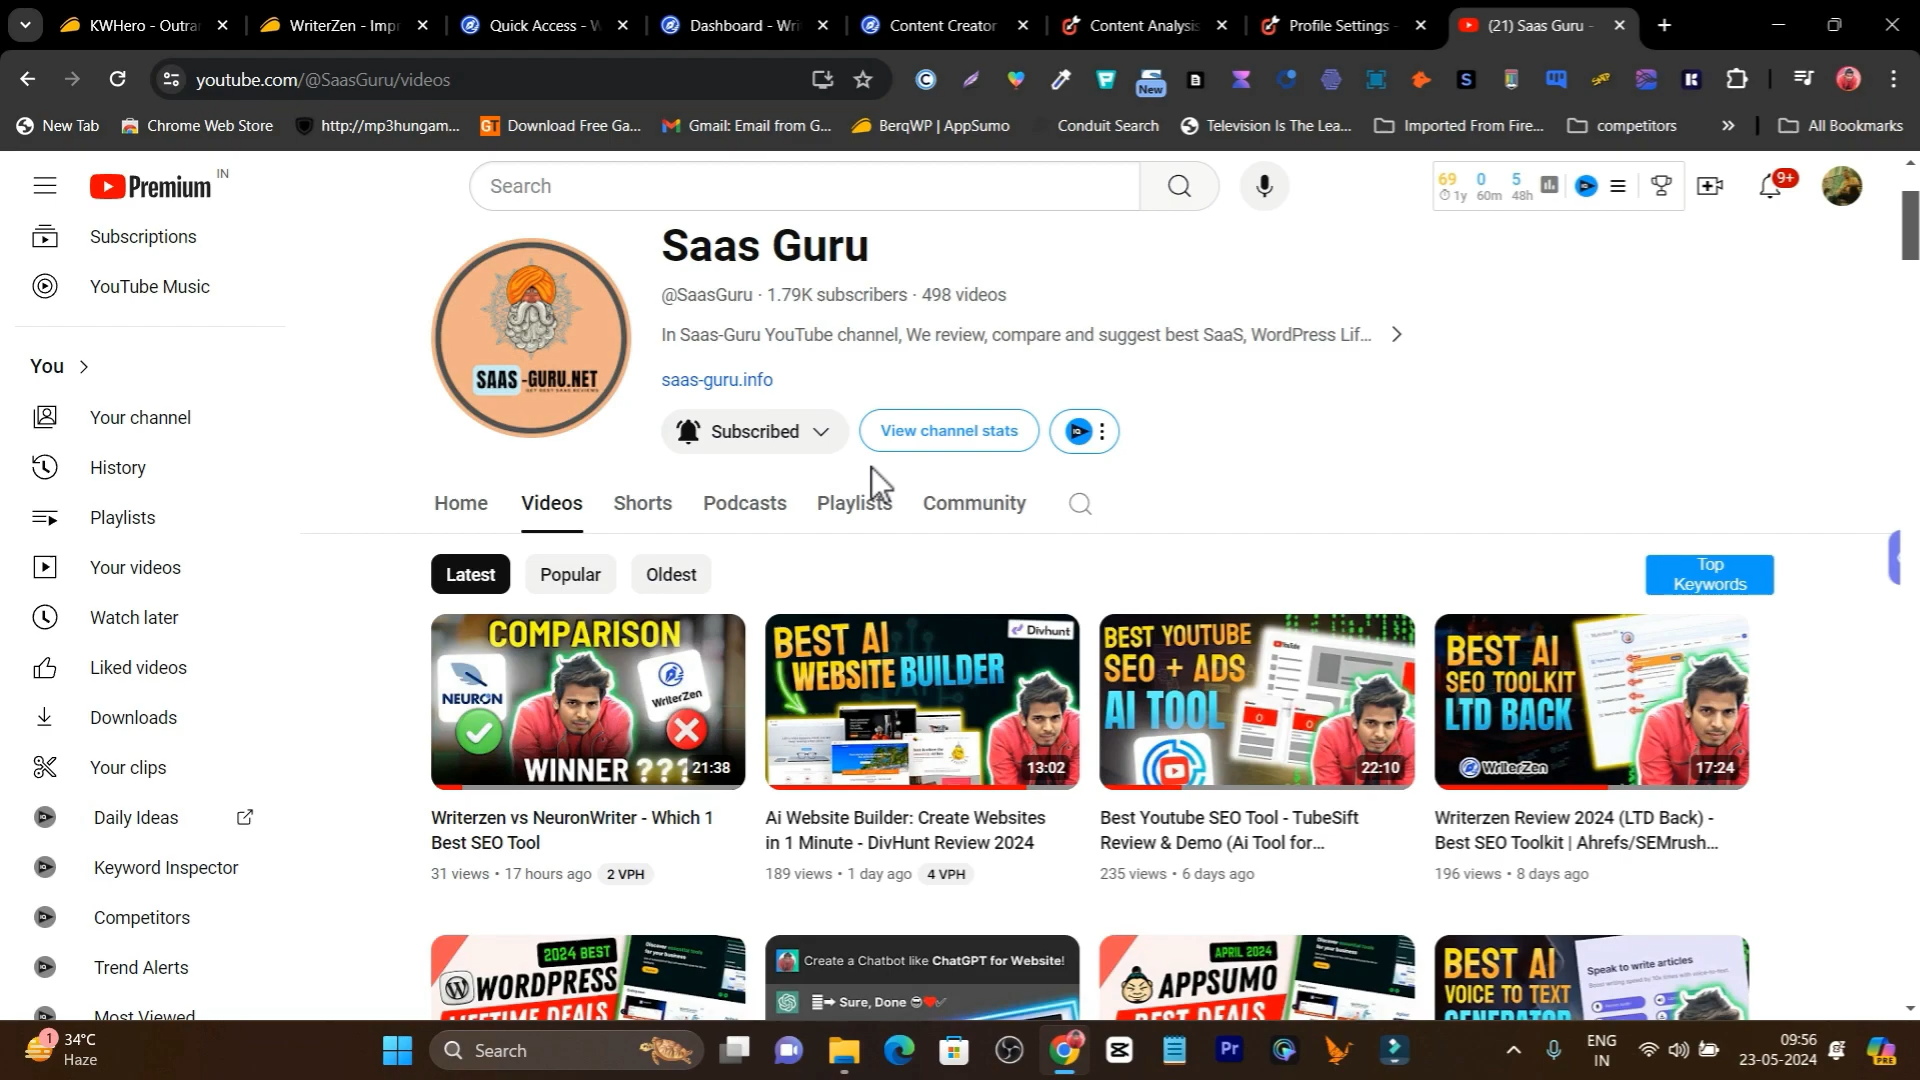 KWHero - Outra
WriterZen - Imp
Quick Access - W
Dashboard - Wri
Content Creator
Content Analysis
Profile Settings -
(21) Saas Guru -
youtube.com/@SaasGuru/videos
New
New Tab
Chrome Web Store
http://mp3hungam...
Download Free Ga...
Gmail: Email from G...
BerqWP | AppSumo
Conduit Search
Television Is The Lea...
Imported From Fire...
competitors
All Bookmarks
Premium IN
Search
69 0 5
1y 60m 48h
9+
Subscriptions
YouTube Music
You
Your channel
History
Playlists
Your videos
Watch later
Liked videos
Downloads
Your clips
Daily Ideas
Keyword Inspector
Competitors
Trend Alerts
Most Viewed
SAAS-GURU.NET
Saas Guru
@SaasGuru · 1.79K subscribers · 498 videos
In Saas-Guru YouTube channel, We review, compare and suggest best SaaS, WordPress Lif...
saas-guru.info
Subscribed
View channel stats
Home
Videos
Shorts
Podcasts
Playlists
Community
Latest
Popular
Oldest
Top
Keywords
COMPARISON
NEURON
WriterZen
WINNER ???
21:38
Writerzen vs NeuronWriter - Which 1
Best SEO Tool
31 views • 17 hours ago 2 VPH
BEST AI
WEBSITE BUILDER
Divhunt
13:02
Ai Website Builder: Create Websites
in 1 Minute - DivHunt Review 2024
189 views • 1 day ago 4 VPH
BEST YOUTUBE
SEO + ADS
AI TOOL
22:10
Best Youtube SEO Tool - TubeSift
Review & Demo (Ai Tool for...
235 views • 6 days ago
BEST AI
SEO TOOLKIT
LTD BACK
WriterZen
17:24
Writerzen Review 2024 (LTD Back) -
Best SEO Toolkit | Ahrefs/SEMrush...
196 views • 8 days ago
2024 BEST
WORDPRESS
LIFETIME DEALS
Create a Chatbot like ChatGPT for Website!
Sure, Done
APRIL 2024
APPSUMO
BEST DEALS
BEST AI
VOICE TO TEXT
GENERATOR
Speak to write articles
1
34°C
Haze
Search
Pr
ENG
IN
09:56
23-05-2024
PRE